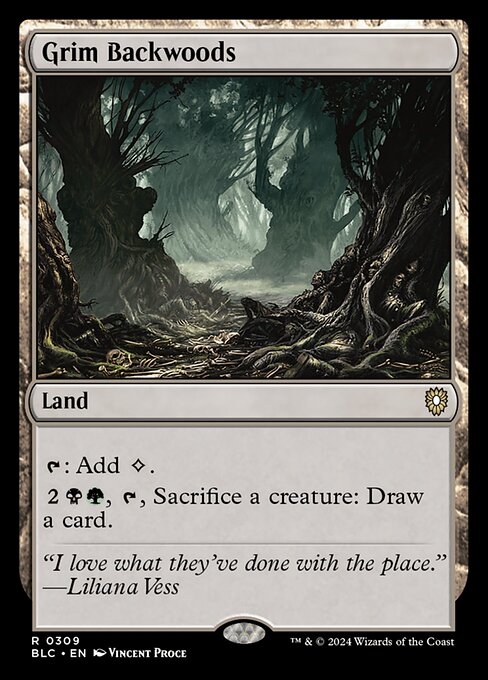 Grim Backwoods
Land
: Add .
2 , , Sacrifice a creature: Draw
a card.
“I love what they’ve done with the place.”
—Liliana Vess
R 0309
BLC • EN Vincent Proce
™ & © 2024 Wizards of the Coast